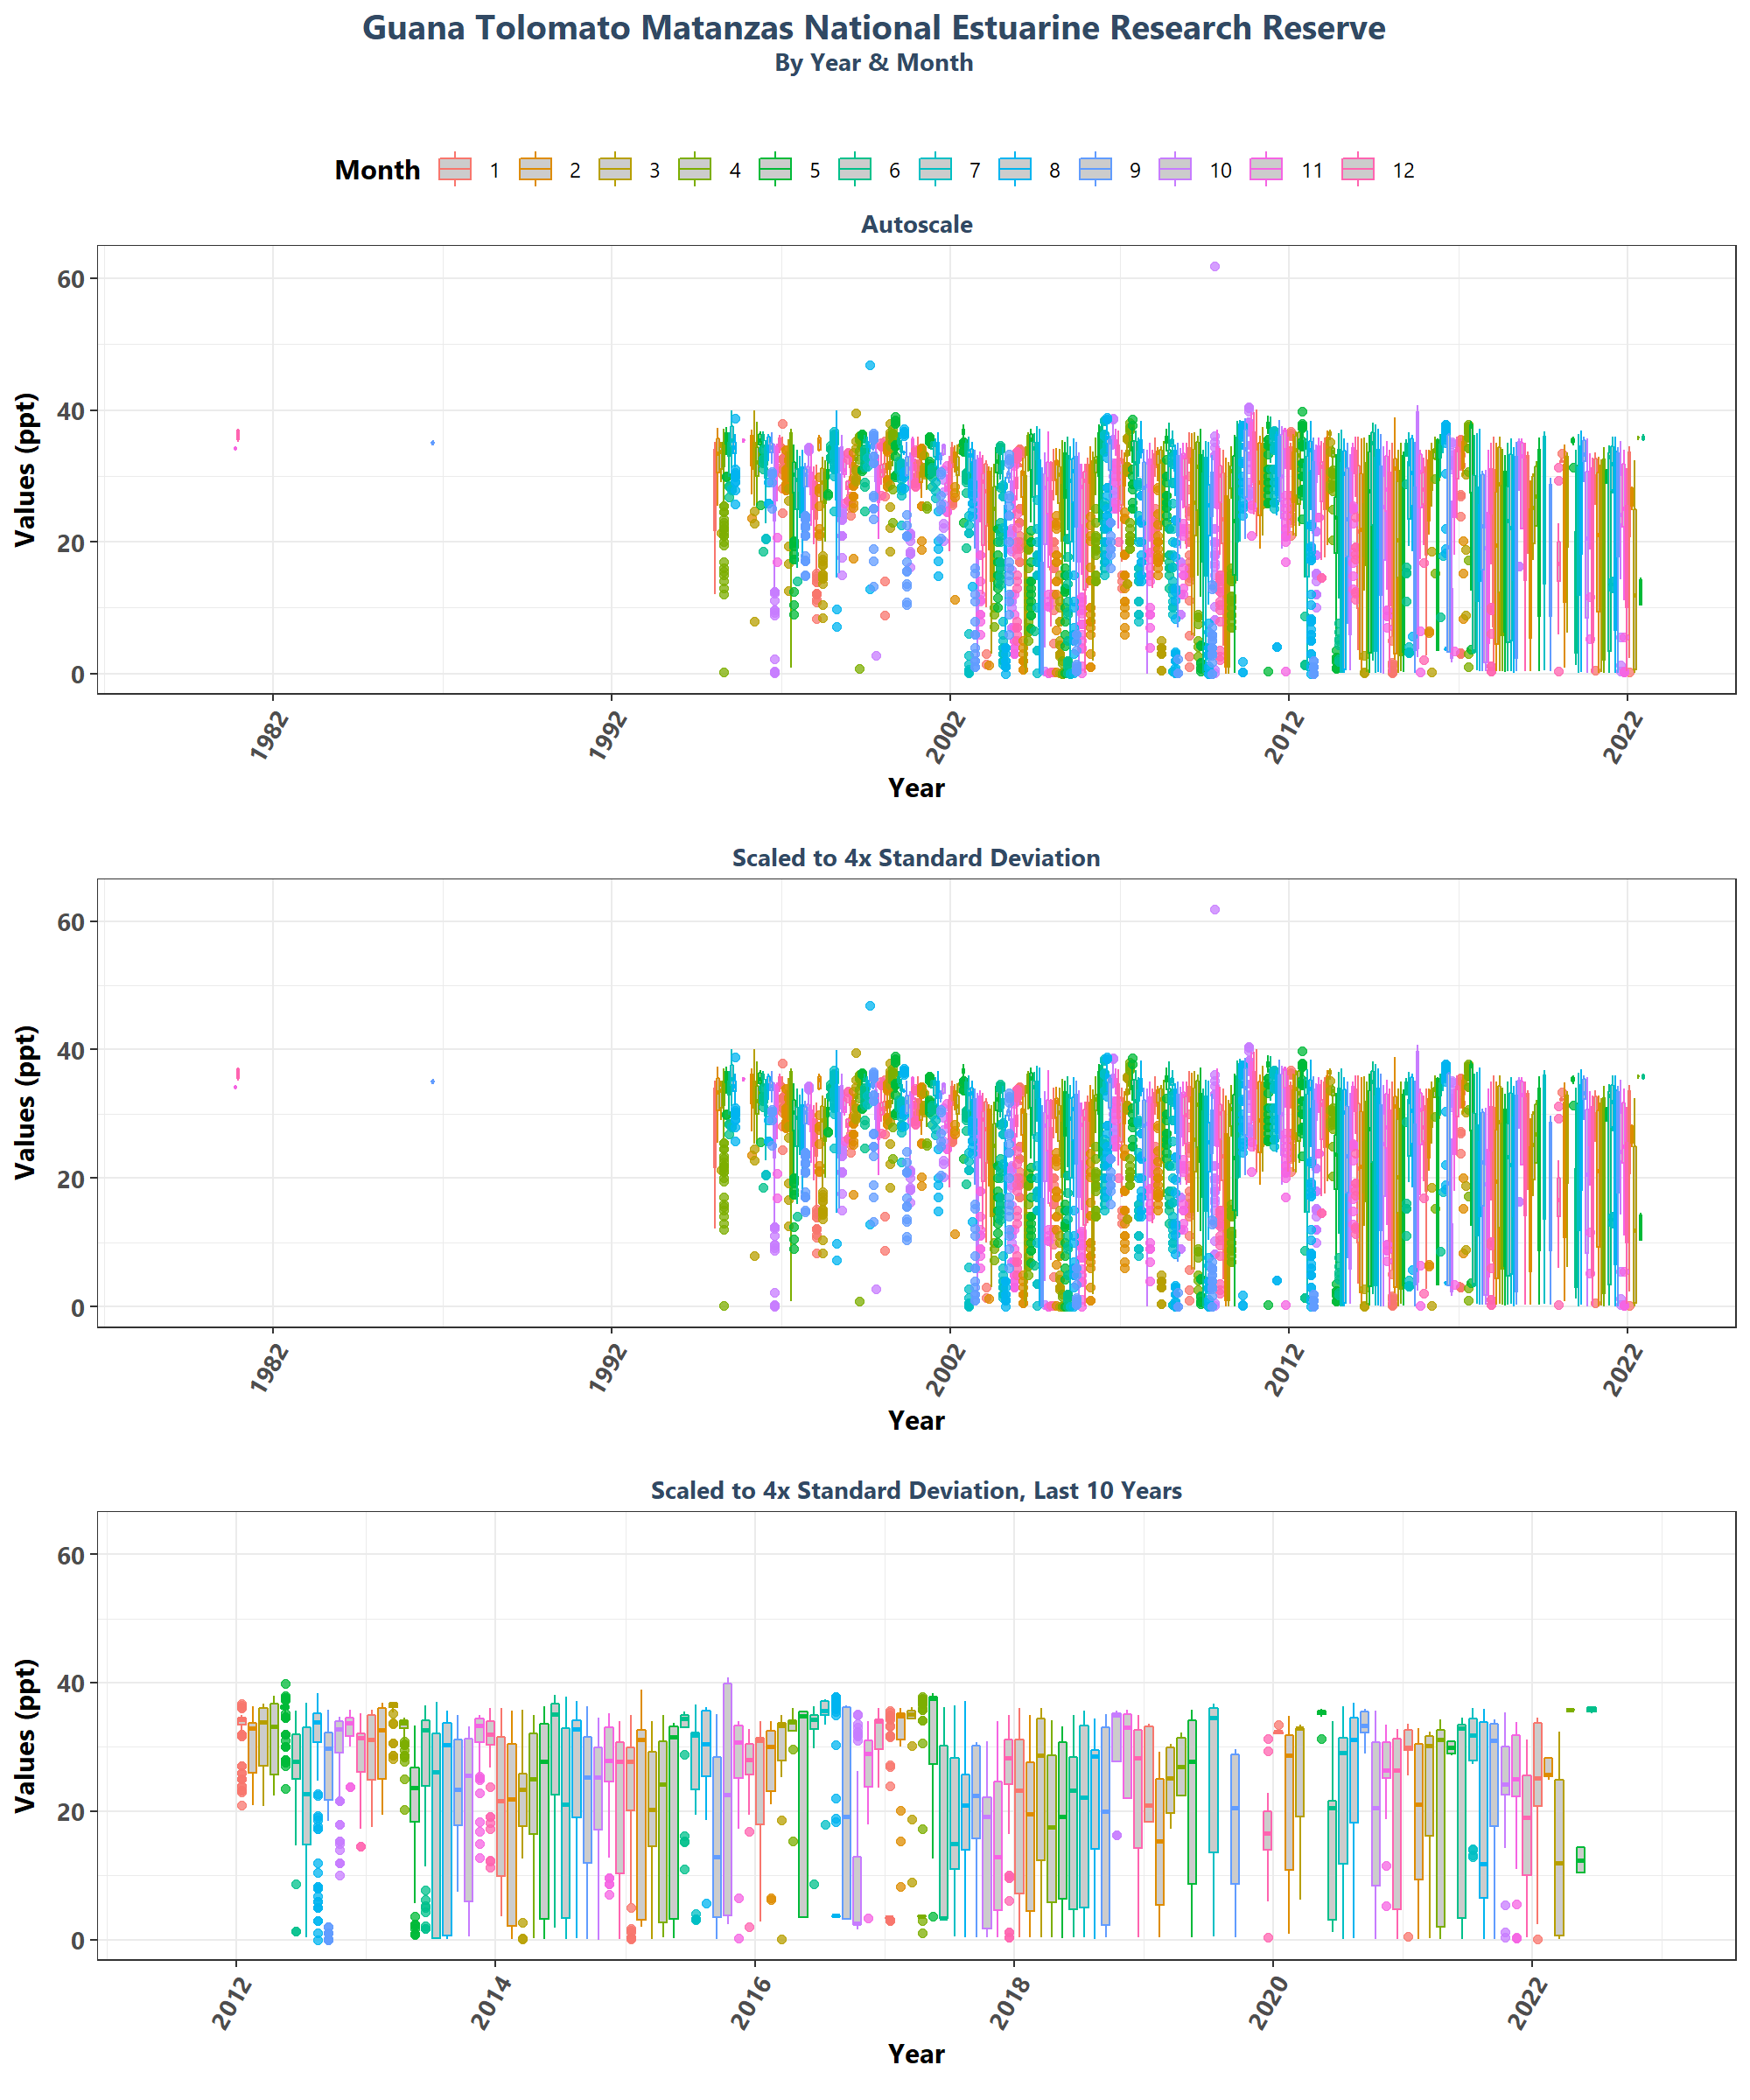 Guana Tolomato Matanzas National Estuarine Research Reserve
By Year & Month
Month 1 2 3 4 5 6 7 8 9 10 11 12
Autoscale
Values (ppt)
60
40
20
0
1982 1992 2002 2012 2022
Year
Scaled to 4x Standard Deviation
Values (ppt)
60
40
20
0
1982 1992 2002 2012 2022
Year
Scaled to 4x Standard Deviation, Last 10 Years
Values (ppt)
60
40
20
0
2012 2014 2016 2018 2020 2022
Year